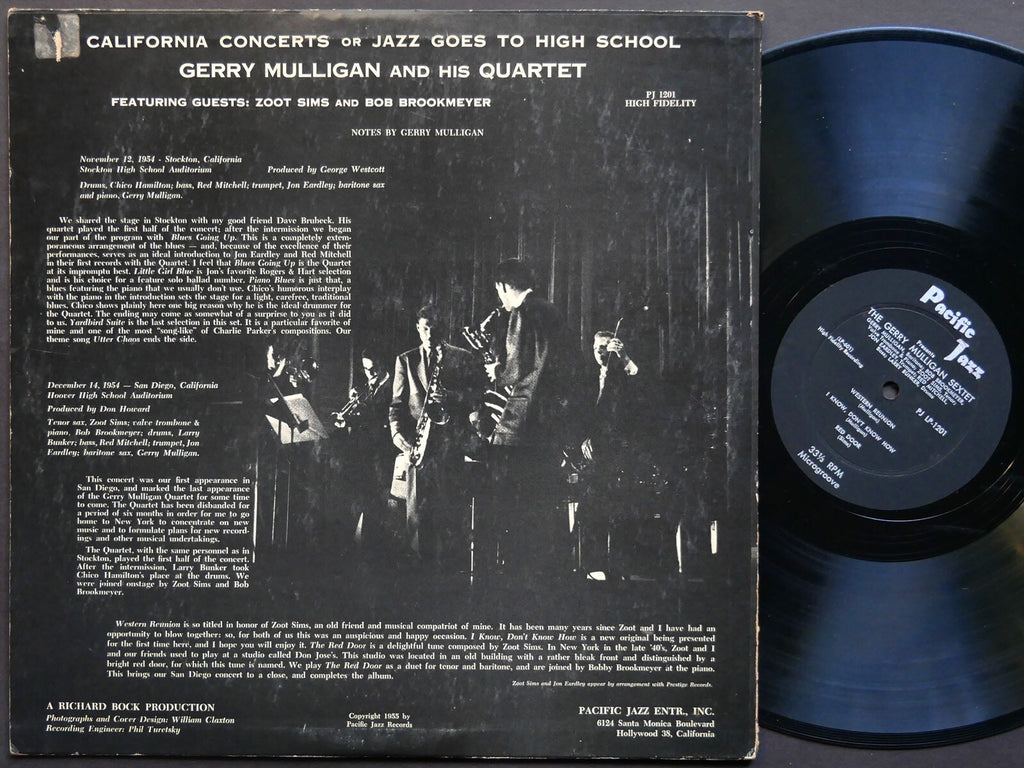 CALIFORNIA CONCERTS OR JAZZ GOES TO HIGH SCHOOL
GERRY MULLIGAN AND HIS QUARTET
FEATURING GUESTS: ZOOT SIMS AND BOB BROOKMEYER
PJ 1201
HIGH FIDELITY
NOTES BY GERRY MULLIGAN
November 12, 1954 - Stockton, California
Stockton High School Auditorium Produced by George Westcott
Drums, Chico Hamilton; bass, Red Mitchell; trumpet, Jon Eardley; baritone sax
and piano, Gerry Mulligan.
We shared the stage in Stockton with my good friend Dave Brubeck. His
quartet played the first half of the concert; after the intermission we began
our part of the program with Blues Going Up. This is a completely extem-
poraneous arrangement of the blues — and, because of the excellence of their
performances, serves as an ideal introduction to Jon Eardley and Red Mitchell
in their first records with the Quartet. I feel that Blues Going Up is the Quartet
at its impromptu best. Little Girl Blue is Jon's favorite Rogers & Hart selection
and is his choice for a feature solo ballad number. Piano Blues is just that, a
blues featuring the piano that we usually don't use. Chico's humorous interplay
with the piano in the introduction sets the stage for a light, carefree, traditional
blues. Chico shows plainly here one big reason why he is the ideal drummer for
the Quartet. The ending may come as somewhat of a surprise to you as it did
to us. Yardbird Suite is the last selection in this set. It is a particular favorite of
mine and one of the most "song-like" of Charlie Parker's compositions. Our
theme song Utter Chaos ends the side.
December 14, 1954 — San Diego, California
Hoover High School Auditorium
Produced by Don Howard
Tenor sax, Zoot Sims; valve trombone &
piano, Bob Brookmeyer; drums, Larry
Bunker; bass, Red Mitchell; trumpet, Jon
Eardley; baritone sax, Gerry Mulligan.
This concert was our first appearance in
San Diego, and marked the last appearance
of the Gerry Mulligan Quartet for some time
to come. The Quartet has been disbanded for
a period of six months in order for me to go
home to New York to concentrate on new
music and to formulate plans for new record-
ings and other musical undertakings.
The Quartet, with the same personnel as in
Stockton, played the first half of the concert.
After the intermission, Larry Bunker took
Chico Hamilton's place at the drums. We
were joined onstage by Zoot Sims and Bob
Brookmeyer.
Western Reunion is so titled in honor of Zoot Sims, an old friend and musical compatriot of mine. It has been many years since Zoot and I have had an
opportunity to blow together: so, for both of us this was an auspicious and happy occasion. I Know, Don't Know How is a new original being presented
for the first time here, and I hope you will enjoy it. The Red Door is a delightful tune composed by Zoot Sims. In New York in the late '40's, Zoot and I
and our friends used to play at a studio called Don Jose's. This studio was located in an old building with a rather bleak front and distinguished by a
bright red door, for which this tune is named. We play The Red Door as a duet for tenor and baritone, and are joined by Bobby Brookmeyer at the piano.
This brings our San Diego concert to a close, and completes the album.
Zoot Sims and Jon Eardley appear by arrangement with Prestige Records.
A RICHARD BOCK PRODUCTION
Photographs and Cover Design: William Claxton
Recording Engineer: Phil Turetsky
Copyright 1955 by
Pacific Jazz Records
PACIFIC JAZZ ENTR., INC.
6124 Santa Monica Boulevard
Hollywood 38, California
Pacific Jazz
Presents
THE GERRY MULLIGAN SEXTET
(LP-601)
High Fidelity Recording
PJ LP-1201
WESTERN REUNION
(Mulligan)
I KNOW, DON'T KNOW HOW
(Mulligan)
RED DOOR
(Sims)
33⅓ RPM
Microgroove